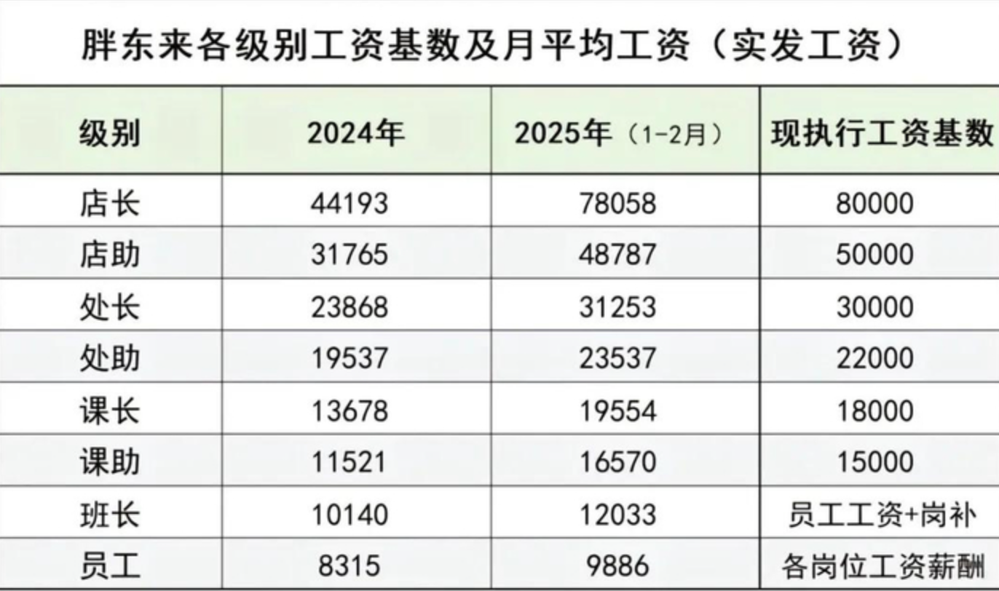 胖东来各级别工资基数及月平均工资（实发工资）
级别 2024年 2025年（1-2月） 现执行工资基数
店长 44193 78058 80000
店助 31765 48787 50000
处长 23868 31253 30000
处助 19537 23537 22000
课长 13678 19554 18000
课助 11521 16570 15000
班长 10140 12033 员工工资+岗补
员工 8315 9886 各岗位工资薪酬